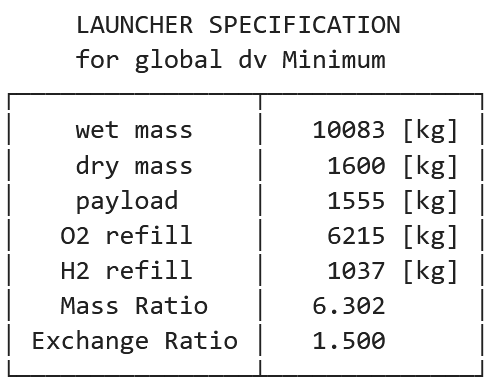 LAUNCHER SPECIFICATION
for global dv Minimum
wet mass 10083 [kg]
dry mass 1600 [kg]
payload 1555 [kg]
O2 refill 6215 [kg]
H2 refill 1037 [kg]
Mass Ratio 6.302
Exchange Ratio 1.500